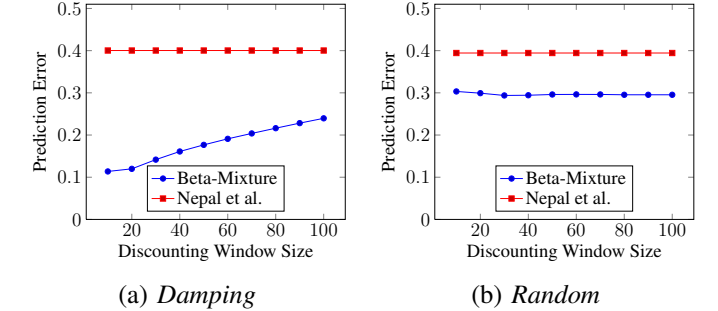 0.5
0.4
0.3
0.2
0.1
0
Prediction Error
20 40 60 80 100
Discounting Window Size
Beta-Mixture
Nepal et al.
(a) Damping
0.5
0.4
0.3
0.2
0.1
0
Prediction Error
20 40 60 80 100
Discounting Window Size
Beta-Mixture
Nepal et al.
(b) Random